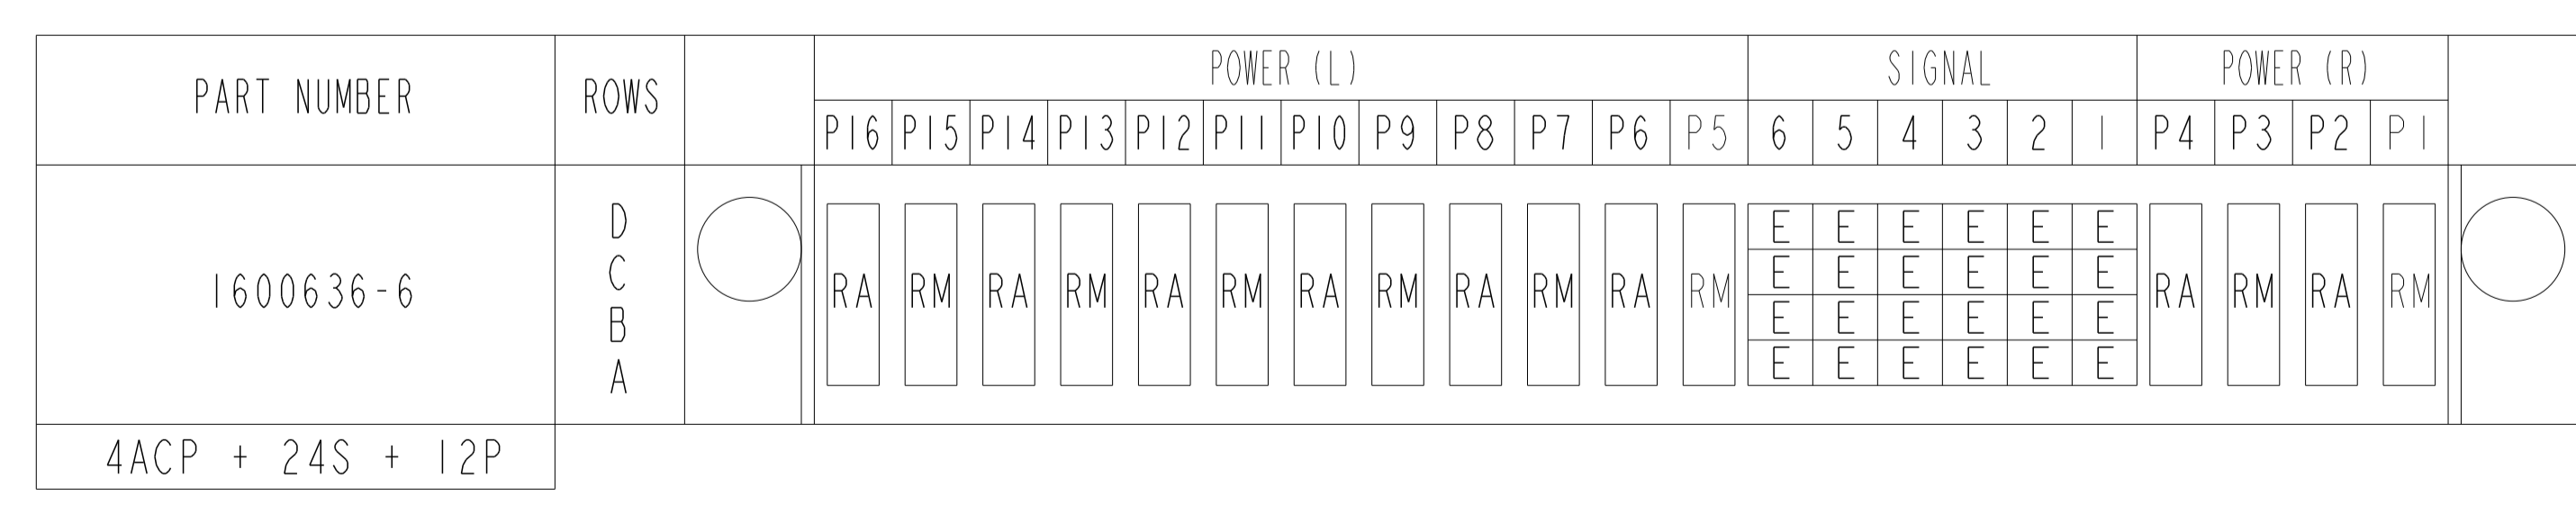 PART NUMBER ROWS POWER (L) SIGNAL POWER (R)
P16 P15 P14 P13 P12 P11 P10 P9 P8 P7 P6 P5 6 5 4 3 2 1 P4 P3 P2 P1
D E E E E E E
C E E E E E E
1600636-6 RA RM RA RM RA RM RA RM RA RM RA RM RA RM RA RM
B E E E E E E
A E E E E E E
4ACP + 24S + 12P